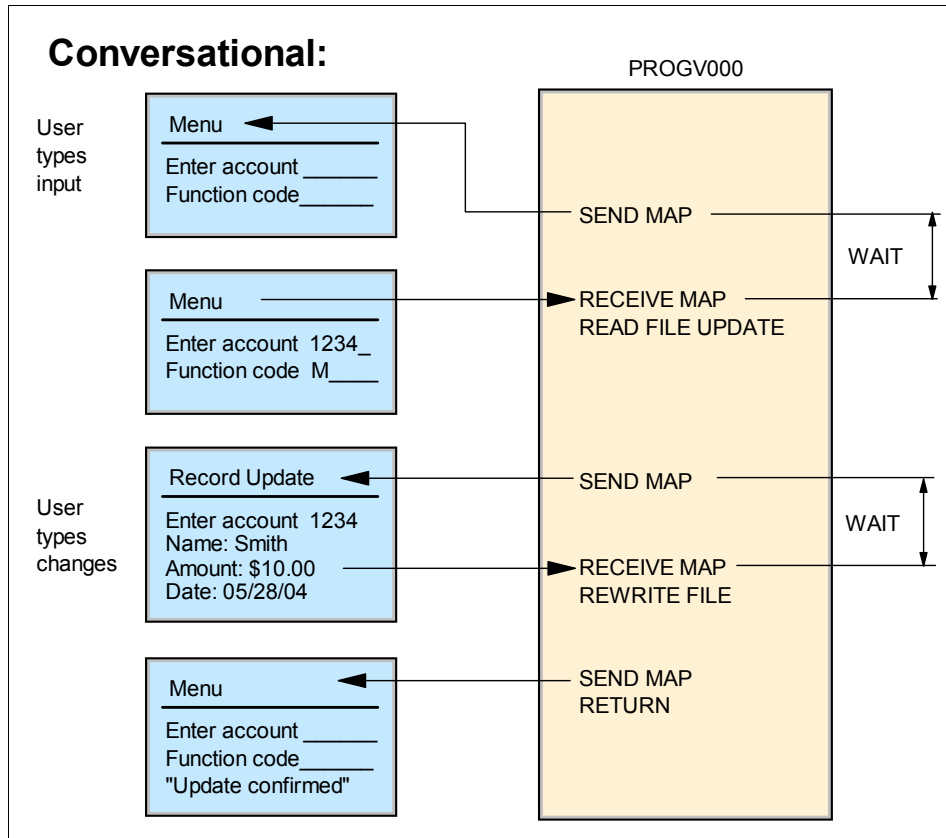 Conversational:
PROGV000
User
types
input
Menu
Enter account ______
Function code______
SEND MAP
WAIT
Menu
Enter account 1234_
Function code M____
RECEIVE MAP
READ FILE UPDATE
User
types
changes
Record Update
Enter account 1234
Name: Smith
Amount: $10.00
Date: 05/28/04
SEND MAP
WAIT
RECEIVE MAP
REWRITE FILE
Menu
Enter account ______
Function code______
"Update confirmed"
SEND MAP
RETURN